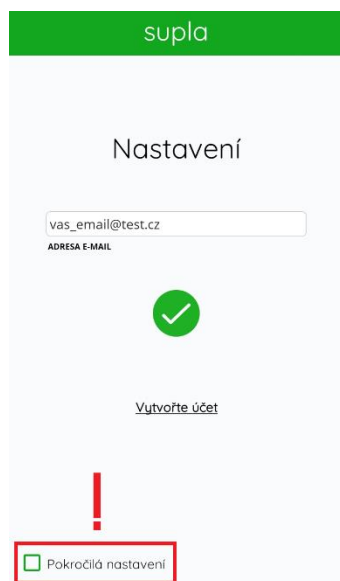 supla
Nastavení
vas_email@test.cz
ADRESA E-MAIL
Vytvořte účet
!
Pokročilá nastavení